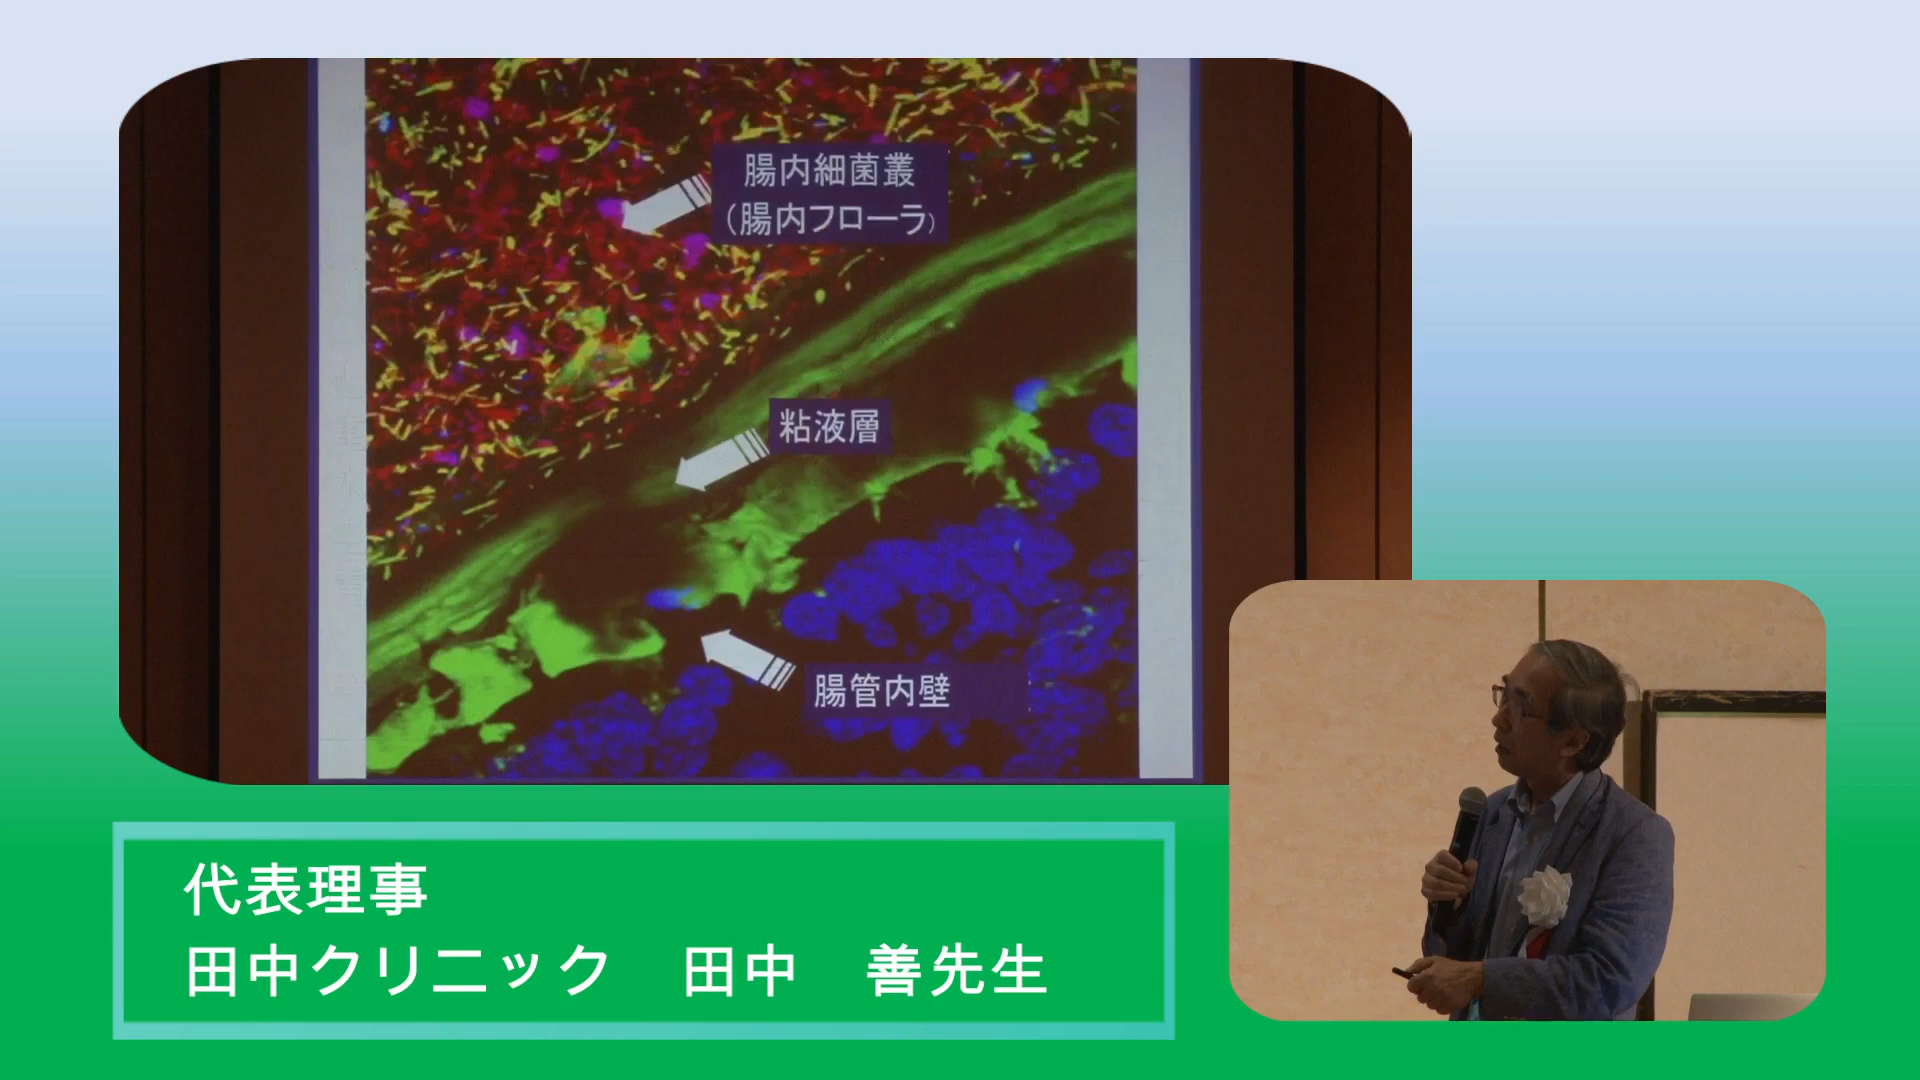 腸内細菌叢
（腸内フローラ）
粘液層
腸管内壁
代表理事
田中クリニック　田中　善先生